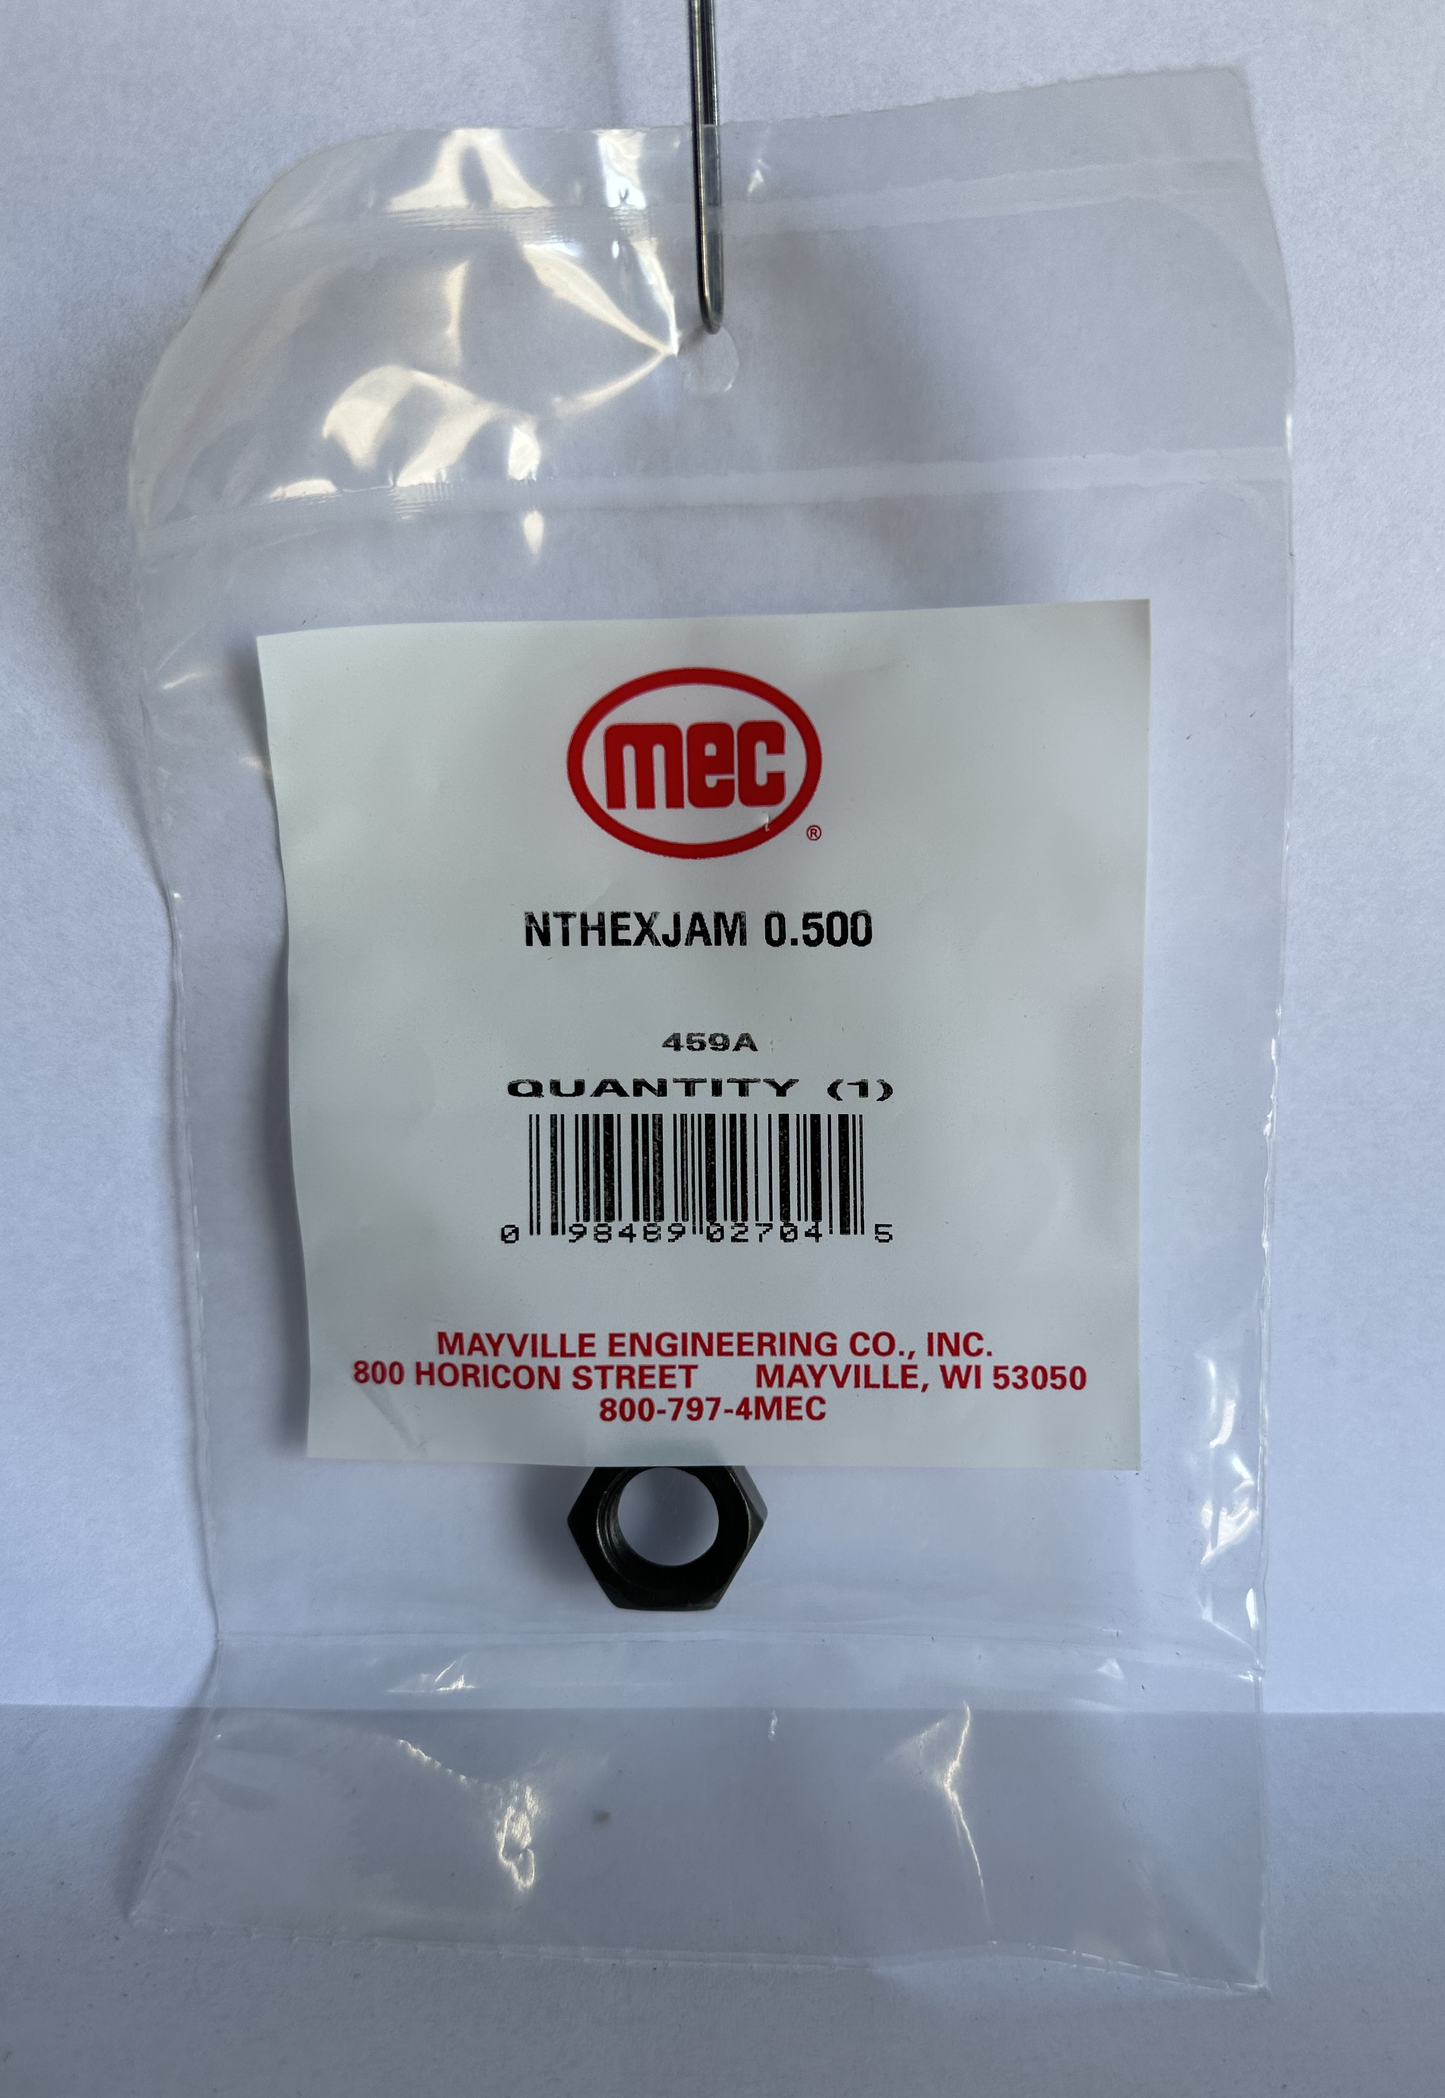 mec
®
NTHEXJAM 0.500
459A
QUANTITY (1)
0 98489 02704 5
MAYVILLE ENGINEERING CO., INC.
800 HORICON STREET MAYVILLE, WI 53050
800-797-4MEC